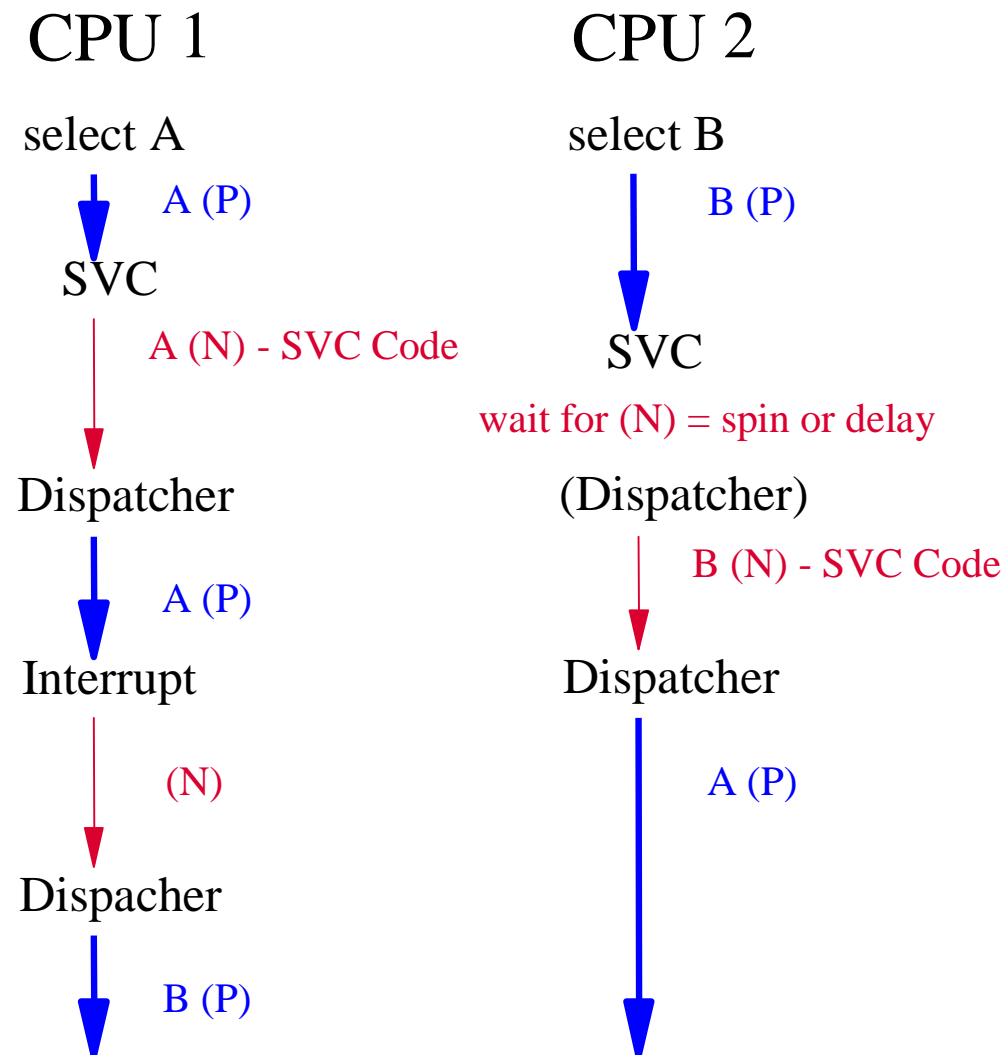 CPU 1
select A
A (P)
SVC
A (N) - SVC Code
Dispatcher
A (P)
Interrupt
(N)
Dispacher
B (P)
CPU 2
select B
B (P)
SVC
wait for (N) = spin or delay
(Dispatcher)
B (N) - SVC Code
Dispatcher
A (P)